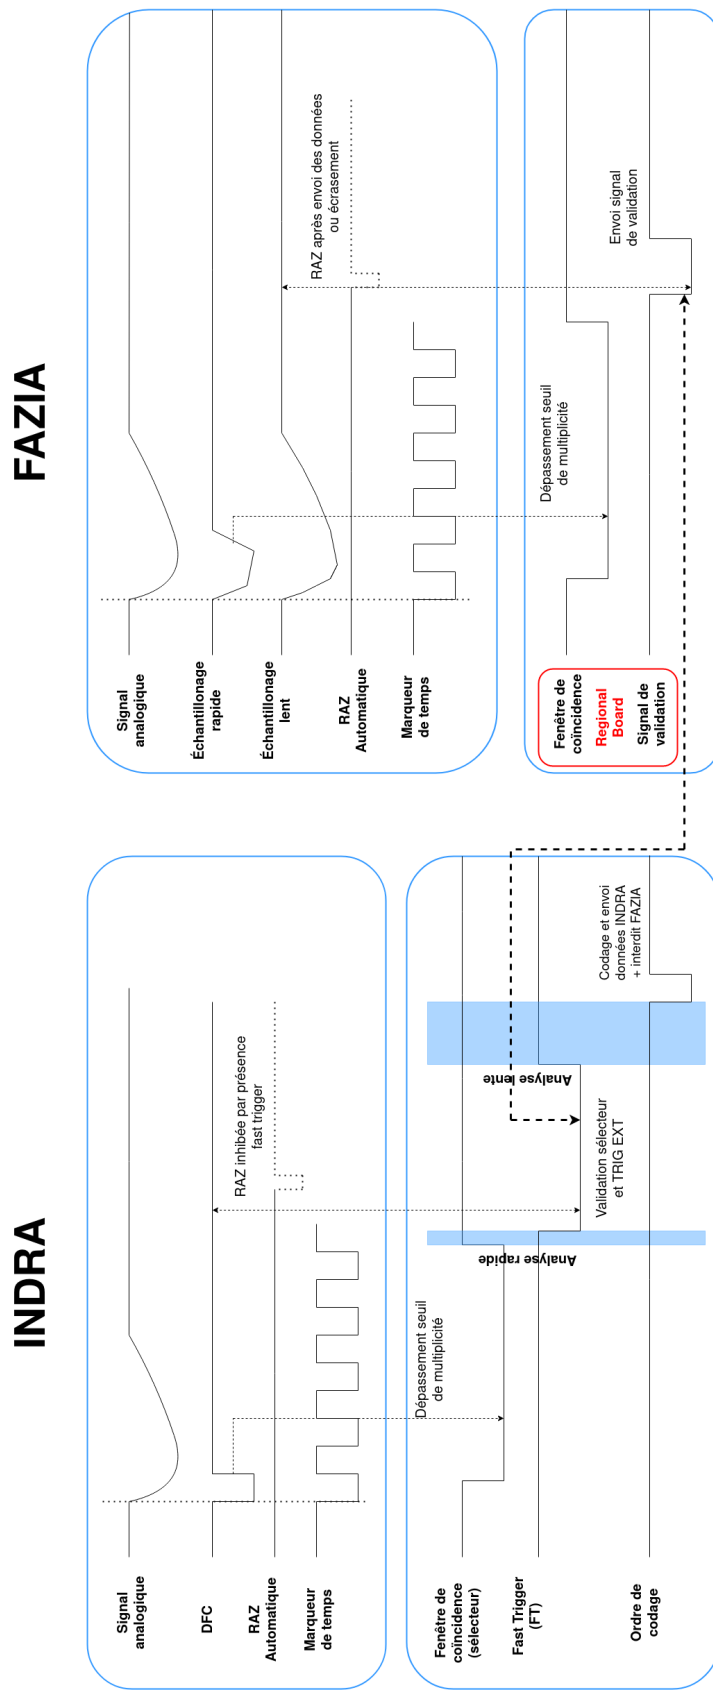 INDRA
Signal
analogique
DFC
RAZ
Automatique
Marqueur
de temps
RAZ inhibée par présence
fast trigger
Dépassement seuil
de multiplicité
Fenêtre de
coïncidence
(sélecteur)
Fast Trigger
(FT)
Ordre de
codage
Analyse rapide
Analyse lente
Validation sélecteur
et TRIG EXT
Codage et envoi
données INDRA
+ interdit FAZIA
FAZIA
Signal
analogique
Échantillonage
rapide
Échantillonage
lent
RAZ
Automatique
Marqueur
de temps
RAZ après envoi des données
ou écrasement
Dépassement seuil
de multiplicité
Fenêtre de
coïncidence
Regional
Board
Signal de
validation
Envoi signal
de validation